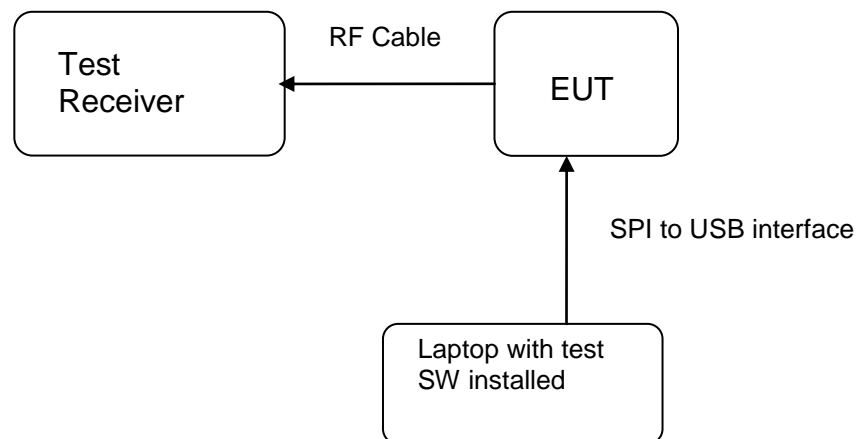 RF Cable
Test
Receiver
EUT
SPI to USB interface
Laptop with test
SW installed